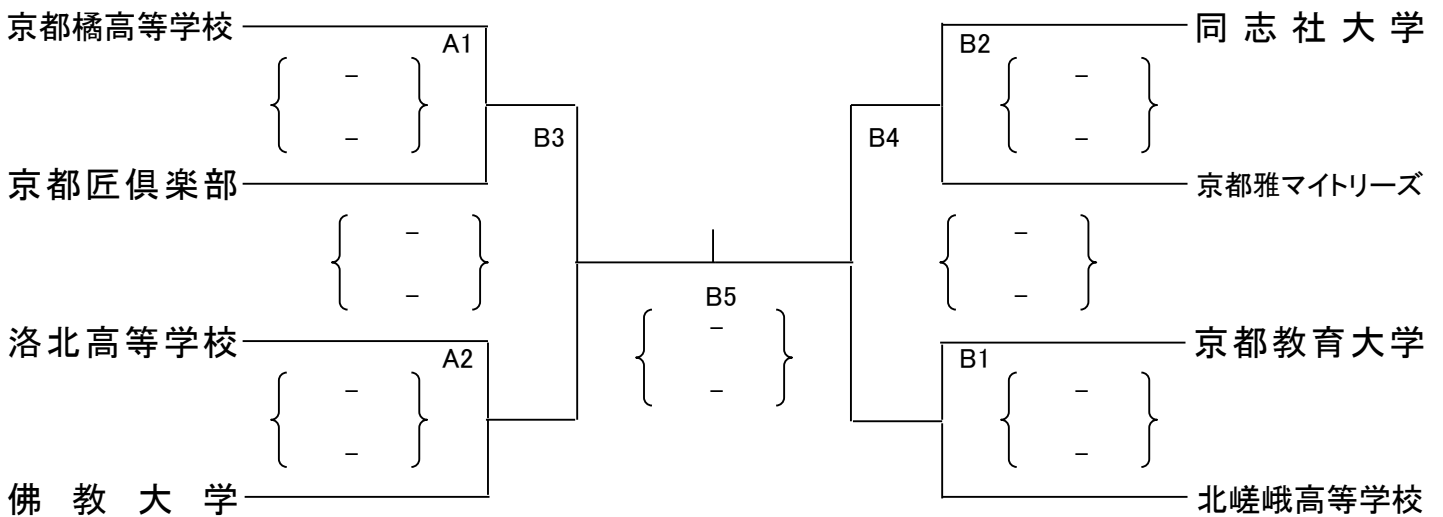 京都橘高等学校
A1
同志社大学
B2
{ - }
{ - }
{ - }
{ - }
B3
B4
京都匠倶楽部
京都雅マイトリーズ
{ - }
{ - }
{ - }
{ - }
B5
{ - }
{ - }
洛北高等学校
A2
京都教育大学
B1
{ - }
{ - }
{ - }
{ - }
佛教大学
北嵯峨高等学校